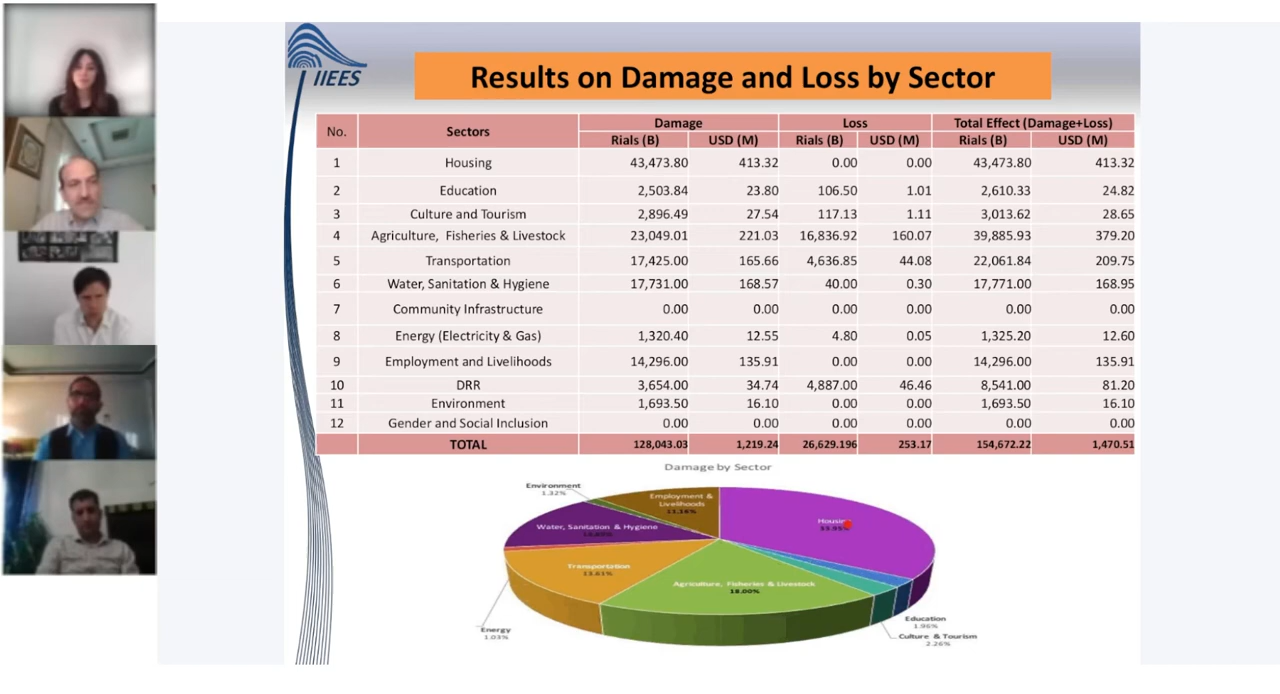 IIEES
Results on Damage and Loss by Sector
No. Sectors Damage Loss Total Effect (Damage+Loss)
Rials (B) USD (M) Rials (B) USD (M) Rials (B) USD (M)
1 Housing 43,473.80 413.32 0.00 0.00 43,473.80 413.32
2 Education 2,503.84 23.80 106.50 1.01 2,610.33 24.82
3 Culture and Tourism 2,896.49 27.54 117.13 1.11 3,013.62 28.65
4 Agriculture, Fisheries & Livestock 23,049.01 221.03 16,836.92 160.07 39,885.93 379.20
5 Transportation 17,425.00 165.66 4,636.85 44.08 22,061.84 209.75
6 Water, Sanitation & Hygiene 17,731.00 168.57 40.00 0.30 17,771.00 168.95
7 Community Infrastructure 0.00 0.00 0.00 0.00 0.00 0.00
8 Energy (Electricity & Gas) 1,320.40 12.55 4.80 0.05 1,325.20 12.60
9 Employment and Livelihoods 14,296.00 135.91 0.00 0.00 14,296.00 135.91
10 DRR 3,654.00 34.74 4,887.00 46.46 8,541.00 81.20
11 Environment 1,693.50 16.10 0.00 0.00 1,693.50 16.10
12 Gender and Social Inclusion 0.00 0.00 0.00 0.00 0.00 0.00
TOTAL 128,043.03 1,219.24 26,629.196 253.17 154,672.22 1,470.51
Damage by Sector
Environment
1.32%
Employment &
Livelihoods
11.16%
Housing
Water, Sanitation & Hygiene
Transportation
13.61%
Agriculture, Fisheries & Livestock
18.00%
Education
1.96%
Energy
1.03%
Culture & Tourism
2.26%